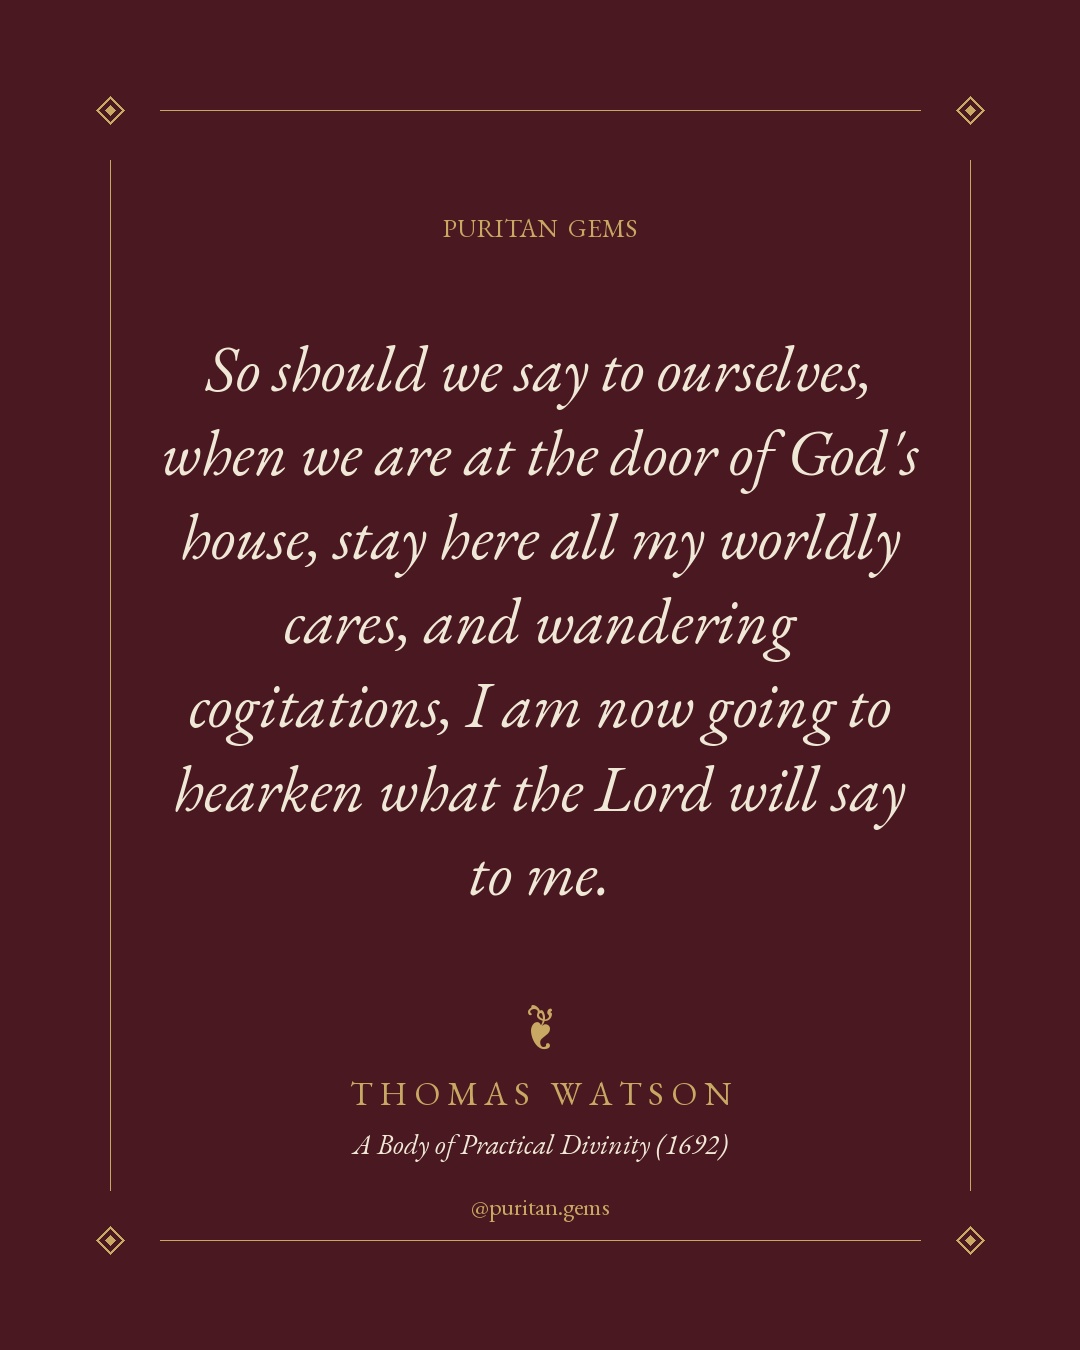 PURITAN GEMS
So should we say to ourselves,
when we are at the door of God's
house, stay here all my worldly
cares, and wandering
cogitations, I am now going to
hearken what the Lord will say
to me.
THOMAS WATSON
A Body of Practical Divinity (1692)
@puritan.gems